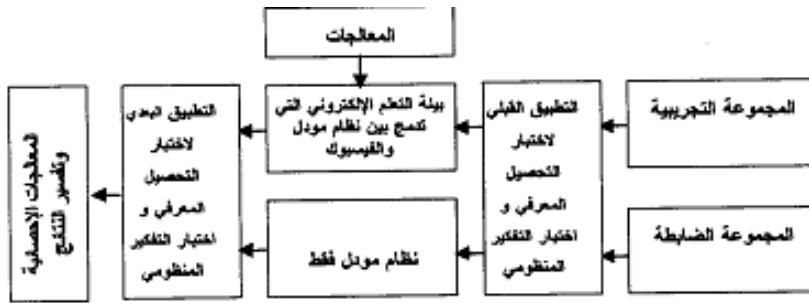 المعالجات
المجموعة التجريبية
المجموعة الضابطة
التطبيق القبلي
لاختبار
التحصيل
المعرفي و
اختبار التفكير
المنظومي
بيئة التعلم الإلكتروني التي
تدمج بين نظام مودل
والفيسبوك
نظام مودل فقط
التطبيق البعدي
لاختبار
التحصيل
المعرفي و
اختبار التفكير
المنظومي
المعالجات الإحصائية
وتفسير النتائج